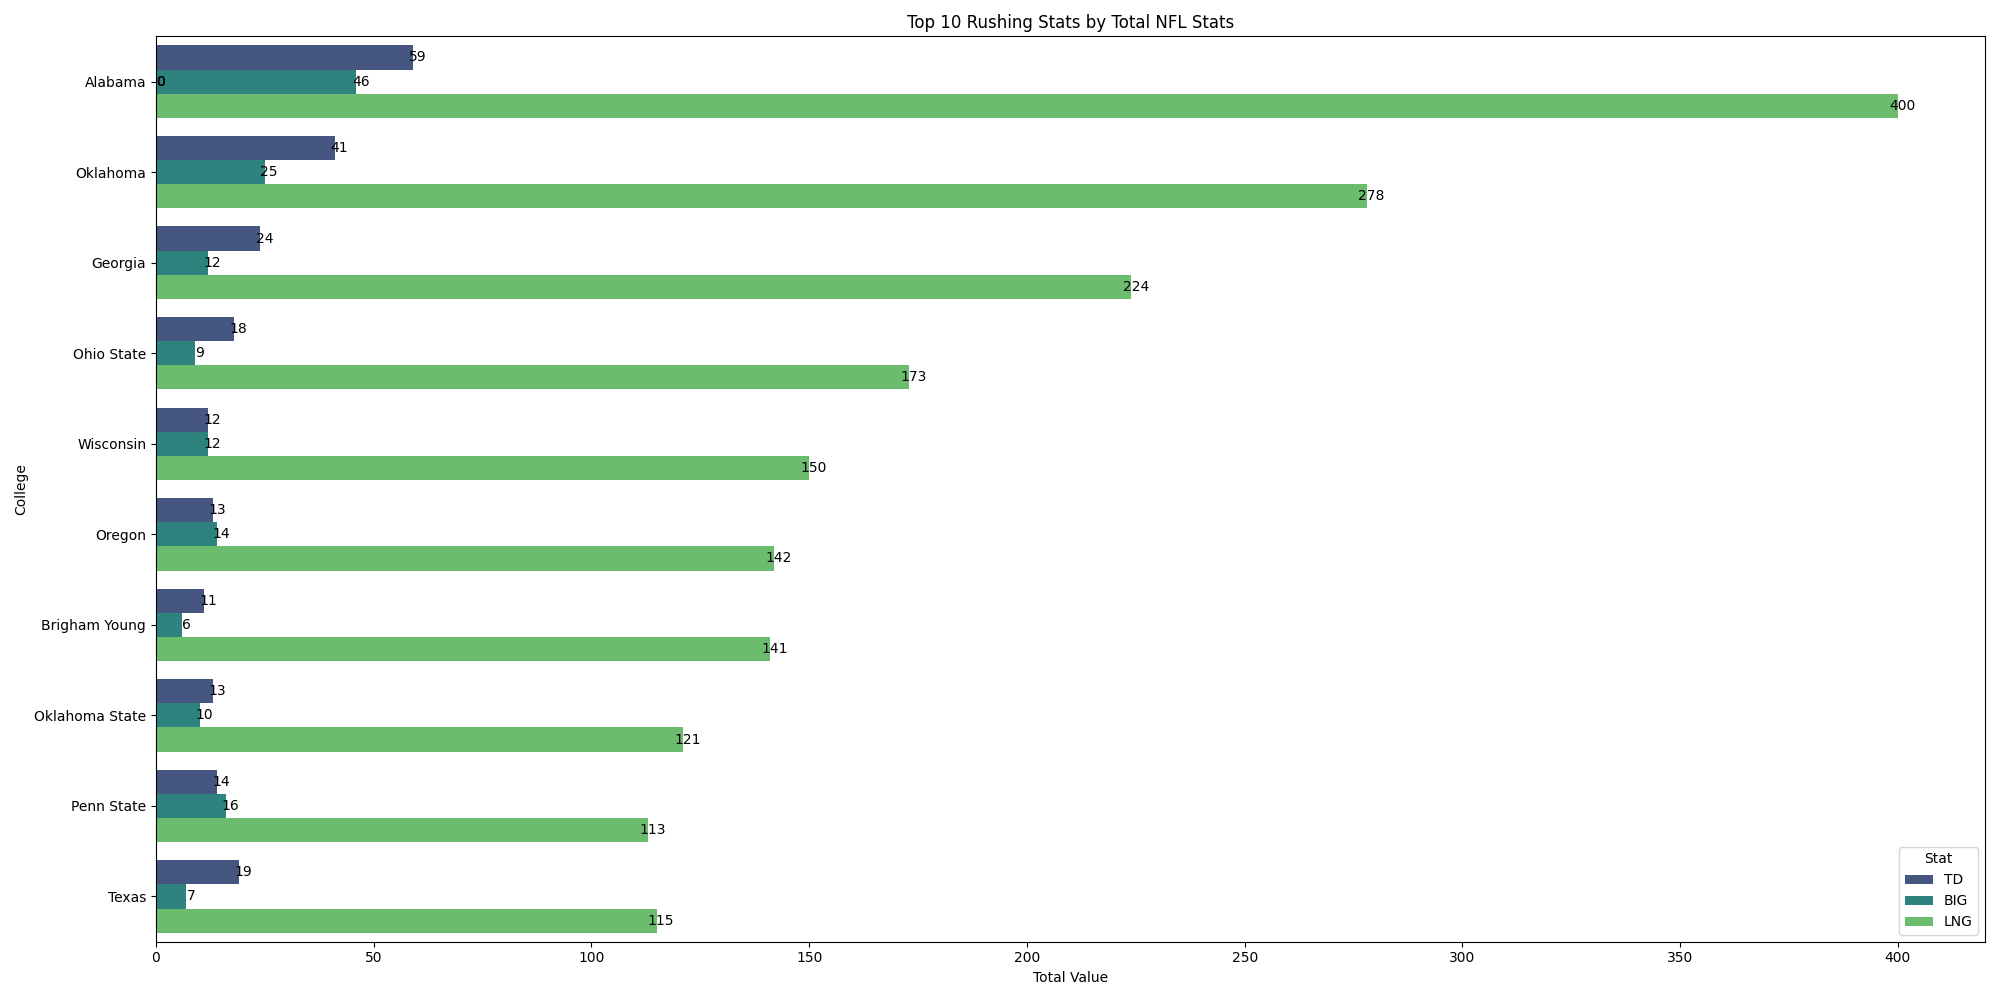 Top 10 Rushing Stats by Total NFL Stats
59
Alabama
0
46
400
41
Oklahoma
25
278
24
Georgia
12
224
18
Ohio State
9
173
12
Wisconsin
12
150
13
Oregon
14
142
11
Brigham Young
6
141
13
Oklahoma State
10
121
14
Penn State
16
113
19
Texas
7
115
College
Stat
TD
BIG
LNG
0 50 100 150 200 250 300 350 400
Total Value